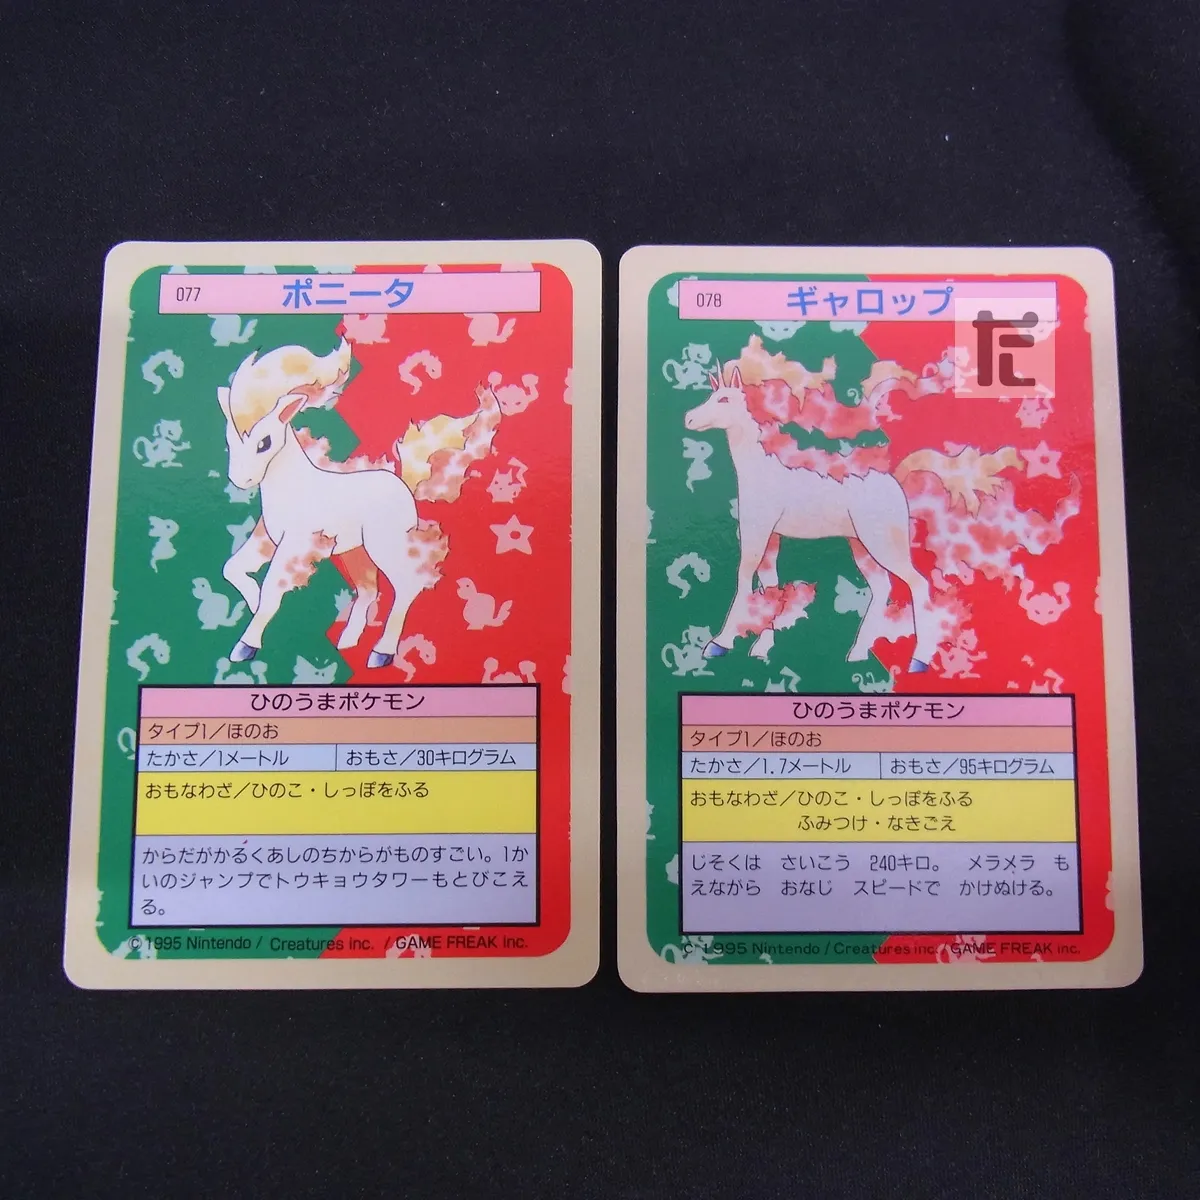 077 ポニータ
ひのうまポケモン
タイプ1／ほのお
たかさ／1メートル おもさ／30キログラム
おもなわざ／ひのこ・しっぽをふる
からだがかるくあしのちからがものすごい。1か
いのジャンプでトウキョウタワーもとびこえ
る。
©1995 Nintendo / Creatures inc. / GAME FREAK inc.
078 ギャロップ
ひのうまポケモン
タイプ1／ほのお
たかさ／1.7メートル おもさ／95キログラム
おもなわざ／ひのこ・しっぽをふる
ふみつけ・なきごえ
じそくは さいこう 240キロ。 メラメラ も
えながら おなじ スピードで かけぬける。
©1995 Nintendo / Creatures inc. / GAME FREAK inc.